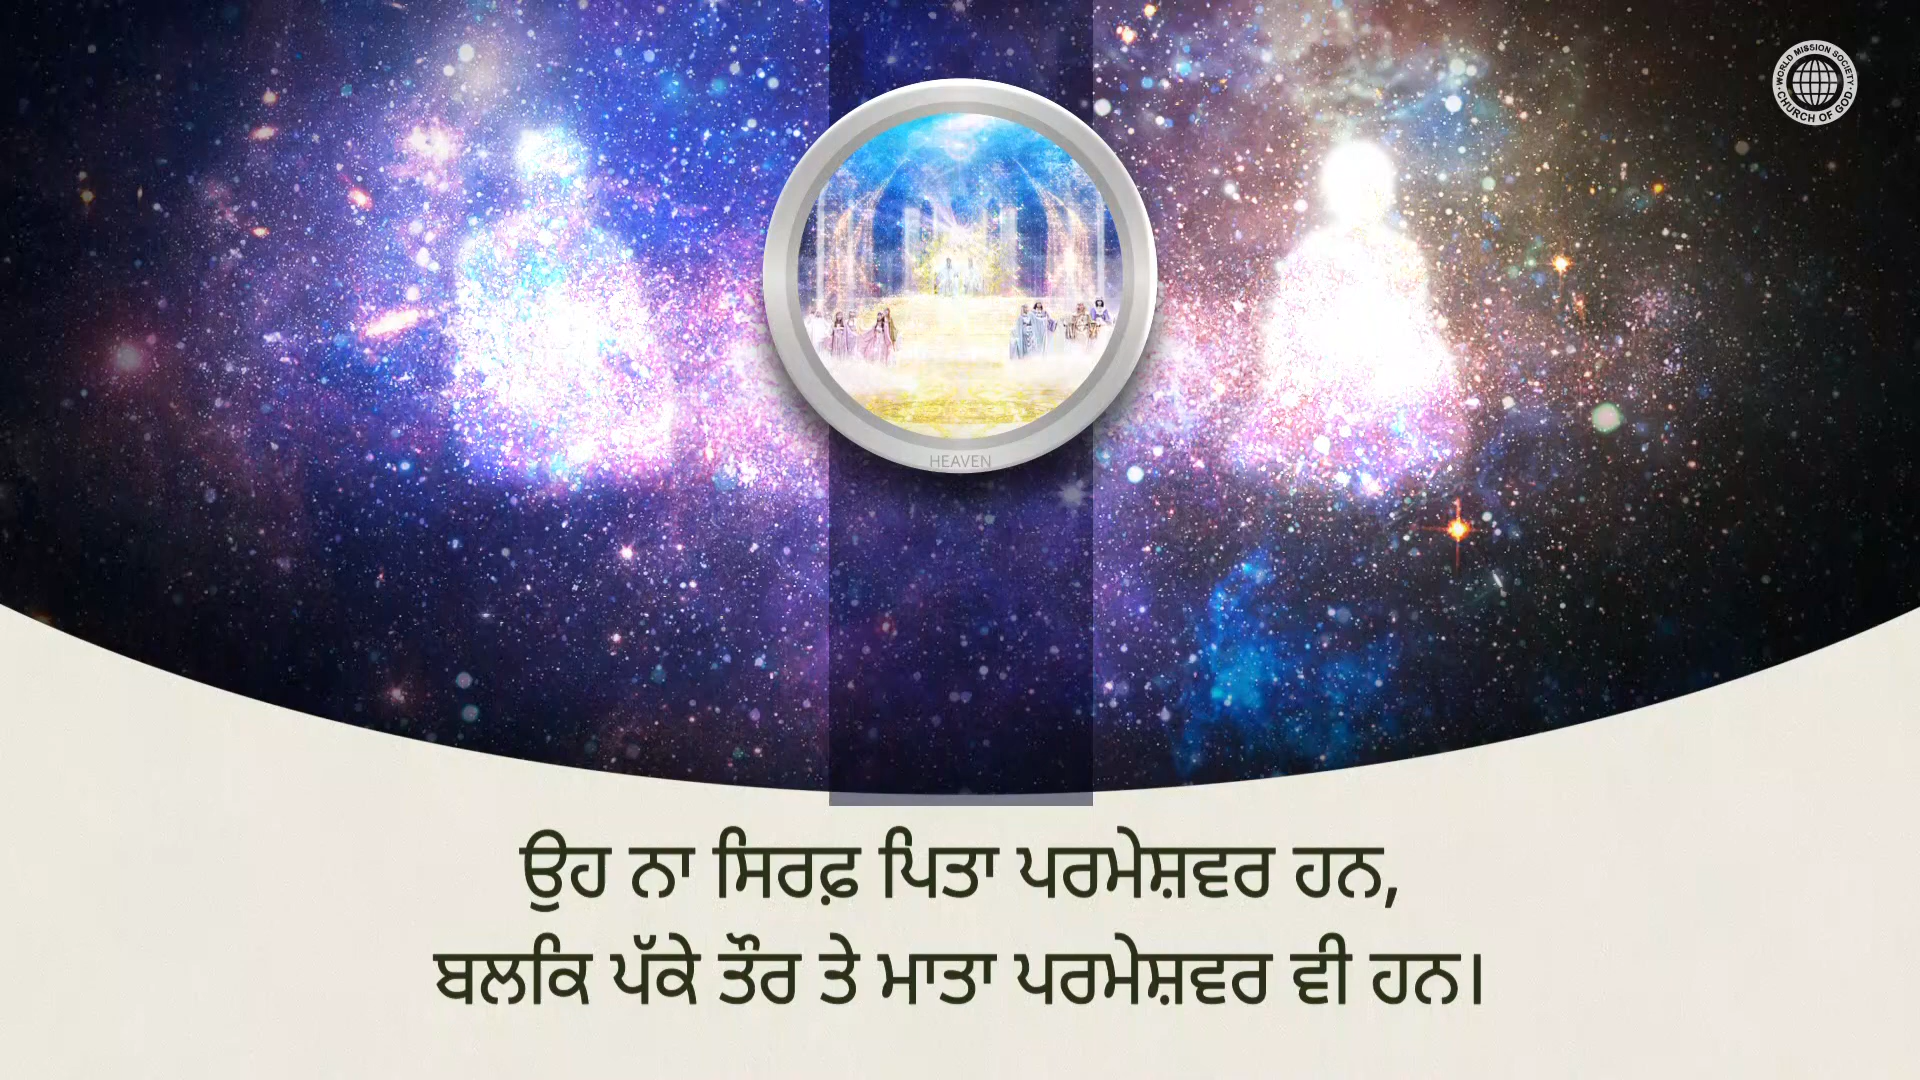 WORLD MISSION SOCIETY
CHURCH OF GOD
HEAVEN
ਉਹ ਨਾ ਸਿਰਫ਼ ਪਿਤਾ ਪਰਮੇਸ਼ਵਰ ਹਨ,
ਬਲਕਿ ਪੱਕੇ ਤੌਰ ਤੇ ਮਾਤਾ ਪਰਮੇਸ਼ਵਰ ਵੀ ਹਨ।